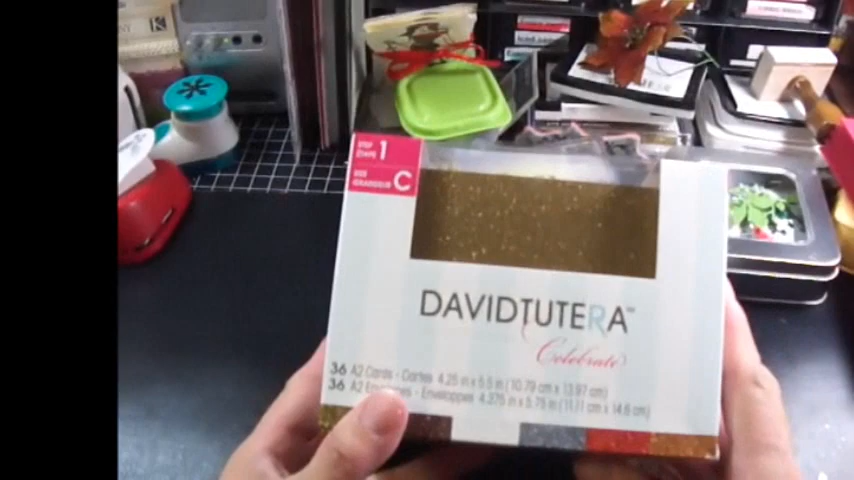 STEP
ÉTAPE 1
USE
GRANDEUR C
DAVIDTUTERA™
Celebrate
36 A2 Cards - Cartes 4.25 in x 5.5 in (10.79 cm x 13.97 cm)
36 A2 Envelopes - Enveloppes 4.375 in x 5.75 in (11.11 cm x 14.6 cm)
K